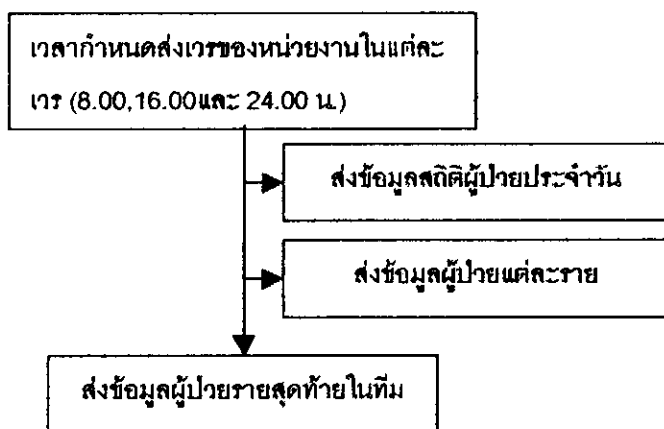 เวลากำหนดส่งเวรของหน่วยงานในแต่ละ
เวร (8.00,16.00และ 24.00 น.)
ส่งข้อมูลสถิติผู้ป่วยประจำวัน
ส่งข้อมูลผู้ป่วยแต่ละราย
ส่งข้อมูลผู้ป่วยรายสุดท้ายในทีม